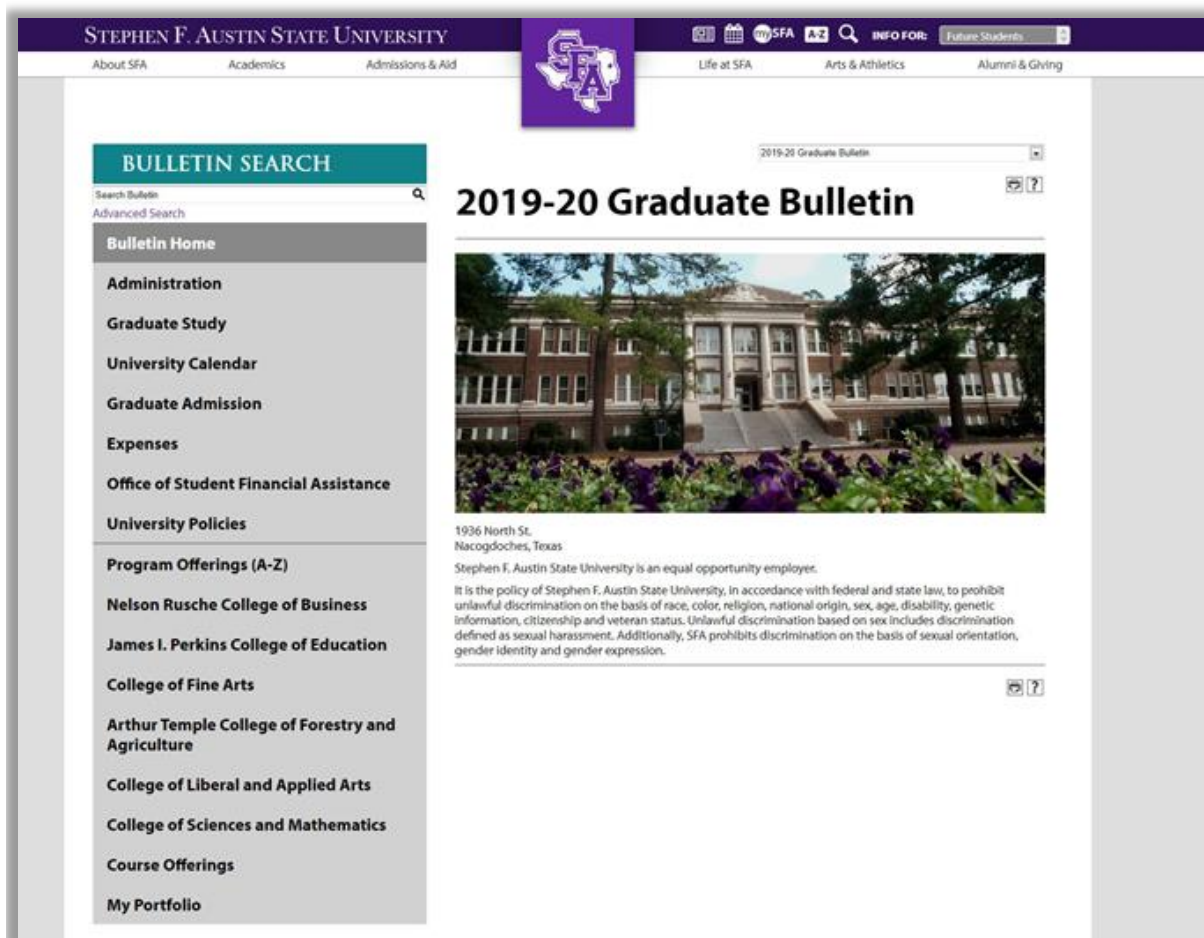 STEPHEN F. AUSTIN STATE UNIVERSITY
mySFA
A-Z
INFO FOR:
Future Students
About SFA
Academics
Admissions & Aid
SFA
Life at SFA
Arts & Athletics
Alumni & Giving
BULLETIN SEARCH
Search Bulletin
Advanced Search
Bulletin Home
Administration
Graduate Study
University Calendar
Graduate Admission
Expenses
Office of Student Financial Assistance
University Policies
Program Offerings (A-Z)
Nelson Rusche College of Business
James I. Perkins College of Education
College of Fine Arts
Arthur Temple College of Forestry and
Agriculture
College of Liberal and Applied Arts
College of Sciences and Mathematics
Course Offerings
My Portfolio
2019-20 Graduate Bulletin
?
2019-20 Graduate Bulletin
1936 North St.
Nacogdoches, Texas
Stephen F. Austin State University is an equal opportunity employer.
It is the policy of Stephen F. Austin State University, in accordance with federal and state law, to prohibit
unlawful discrimination on the basis of race, color, religion, national origin, sex, age, disability, genetic
information, citizenship and veteran status. Unlawful discrimination based on sex includes discrimination
defined as sexual harassment. Additionally, SFA prohibits discrimination on the basis of sexual orientation,
gender identity and gender expression.
?